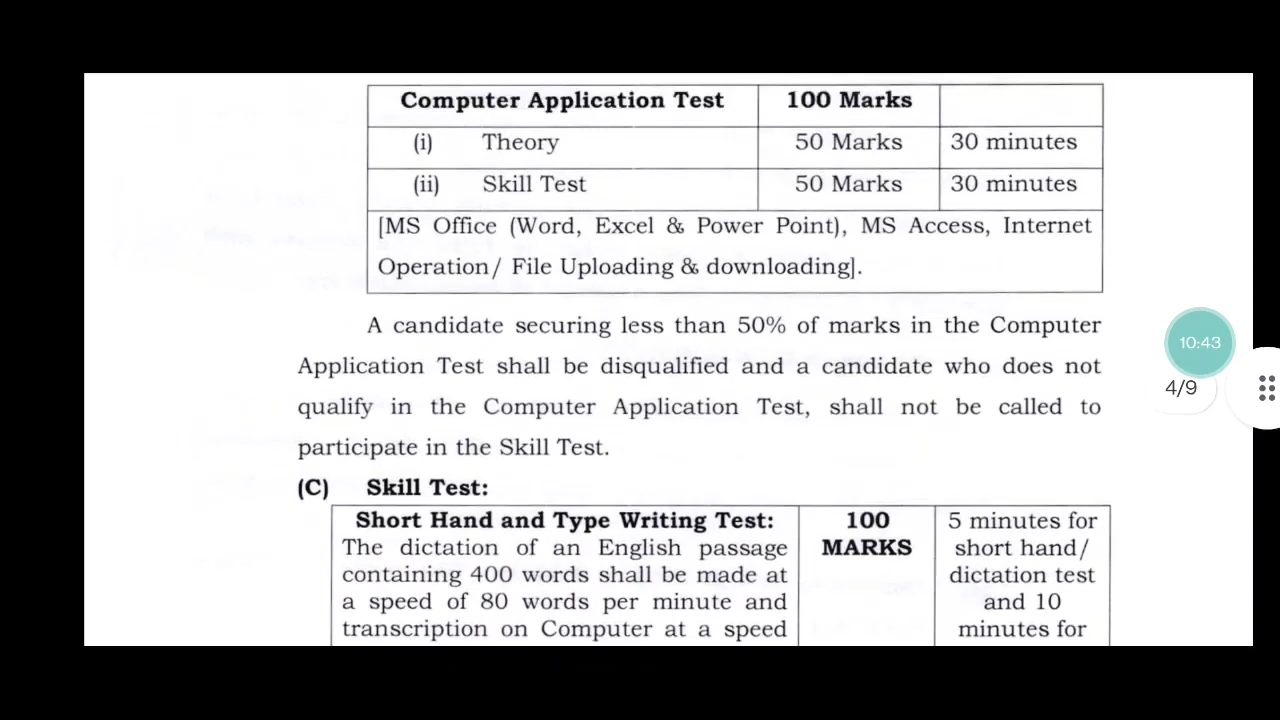 Computer Application Test 100 Marks
(i) Theory 50 Marks 30 minutes
(ii) Skill Test 50 Marks 30 minutes
[MS Office (Word, Excel & Power Point), MS Access, Internet
Operation/ File Uploading & downloading].
A candidate securing less than 50% of marks in the Computer
Application Test shall be disqualified and a candidate who does not
qualify in the Computer Application Test, shall not be called to
participate in the Skill Test.
(C) Skill Test:
Short Hand and Type Writing Test:
The dictation of an English passage
containing 400 words shall be made at
a speed of 80 words per minute and
transcription on Computer at a speed
100
MARKS
5 minutes for
short hand/
dictation test
and 10
minutes for
10:43
4/9